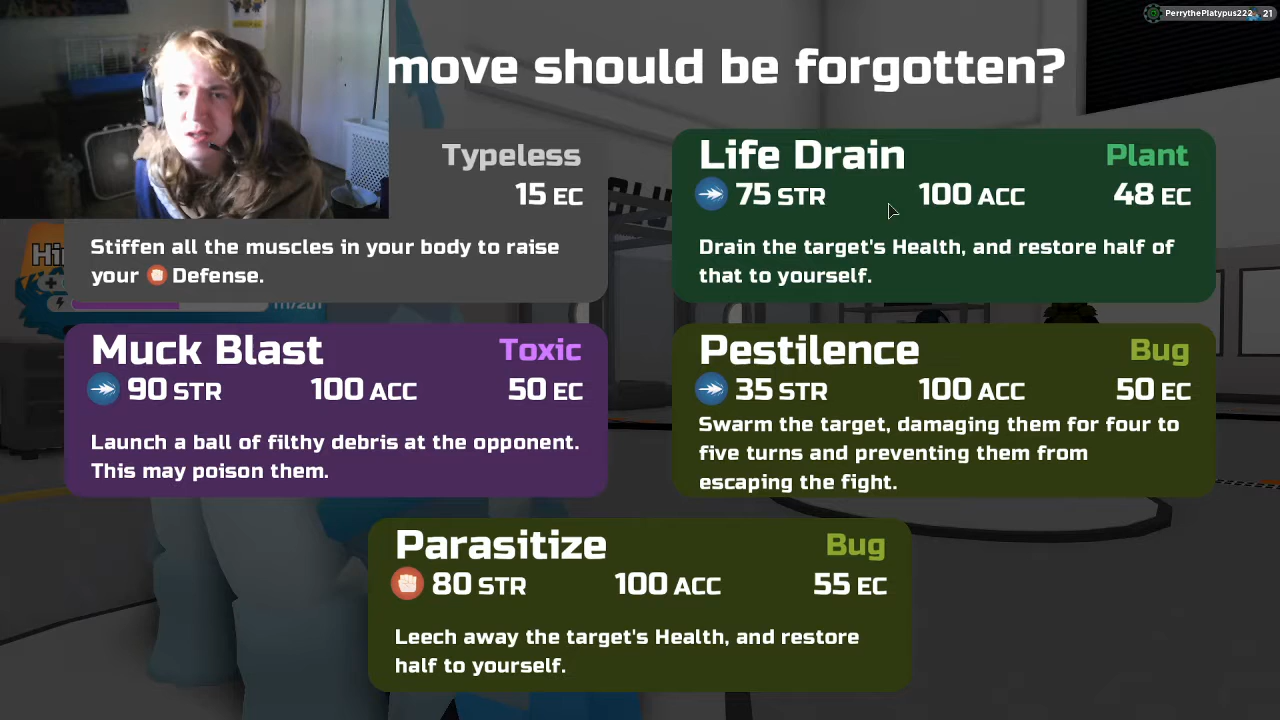 PerrythePlatypus222 21
move should be forgotten?
Typeless
15 EC
Stiffen all the muscles in your body to raise
your Defense.
Life Drain Plant
75 STR 100 ACC 48 EC
Drain the target's Health, and restore half of
that to yourself.
Muck Blast Toxic
90 STR 100 ACC 50 EC
Launch a ball of filthy debris at the opponent.
This may poison them.
Pestilence Bug
35 STR 100 ACC 50 EC
Swarm the target, damaging them for four to
five turns and preventing them from
escaping the fight.
Parasitize Bug
80 STR 100 ACC 55 EC
Leech away the target's Health, and restore
half to yourself.